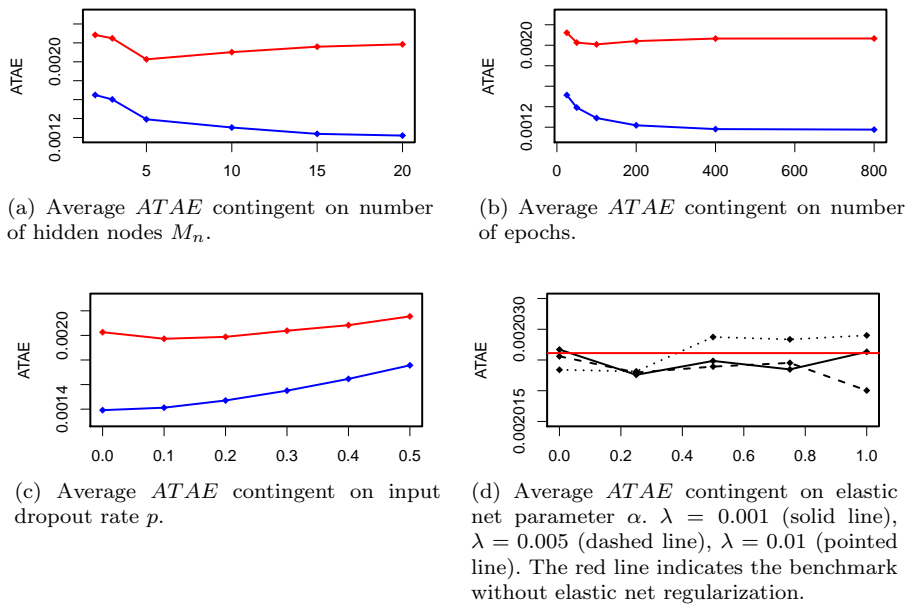 ATAE
0.0020
0.0012
5 10 15 20
(a) Average ATAE contingent on number
of hidden nodes Mn.
ATAE
0.0020
0.0012
0 200 400 600 800
(b) Average ATAE contingent on number
of epochs.
ATAE
0.0020
0.0014
0.0 0.1 0.2 0.3 0.4 0.5
(c) Average ATAE contingent on input
dropout rate p.
ATAE
0.002030
0.002015
0.0 0.2 0.4 0.6 0.8 1.0
(d) Average ATAE contingent on elastic
net parameter α. λ = 0.001 (solid line),
λ = 0.005 (dashed line), λ = 0.01 (pointed
line). The red line indicates the benchmark
without elastic net regularization.